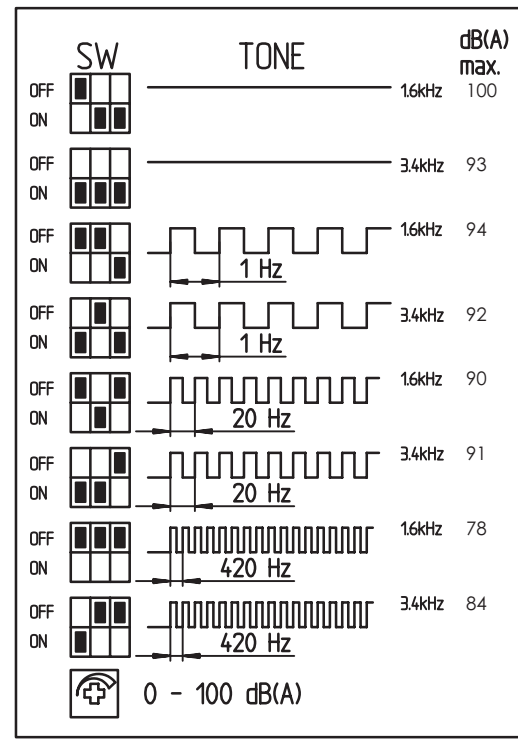 SW TONE dB(A)
max.
OFF 1.6kHz 100
ON
OFF 3.4kHz 93
ON
OFF 1.6kHz 94
ON 1 Hz
OFF 3.4kHz 92
ON 1 Hz
OFF 1.6kHz 90
ON 20 Hz
OFF 3.4kHz 91
ON 20 Hz
OFF 1.6kHz 78
ON 420 Hz
OFF 3.4kHz 84
ON 420 Hz
0 - 100 dB(A)